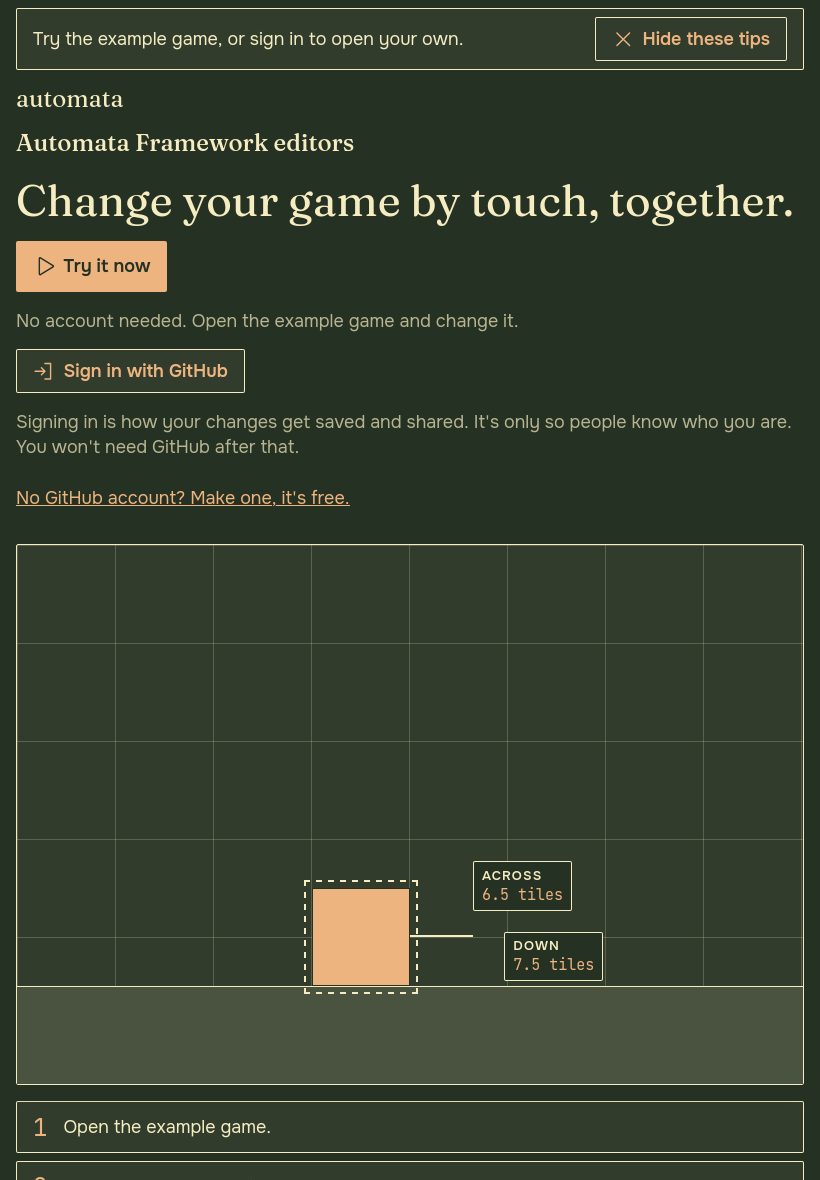 Try the example game, or sign in to open your own.
Hide these tips
automata
Automata Framework editors
Change your game by touch, together.
Try it now
No account needed. Open the example game and change it.
Sign in with GitHub
Signing in is how your changes get saved and shared. It's only so people know who you are.
You won't need GitHub after that.
No GitHub account? Make one, it's free.
ACROSS
6.5 tiles
DOWN
7.5 tiles
1 Open the example game.